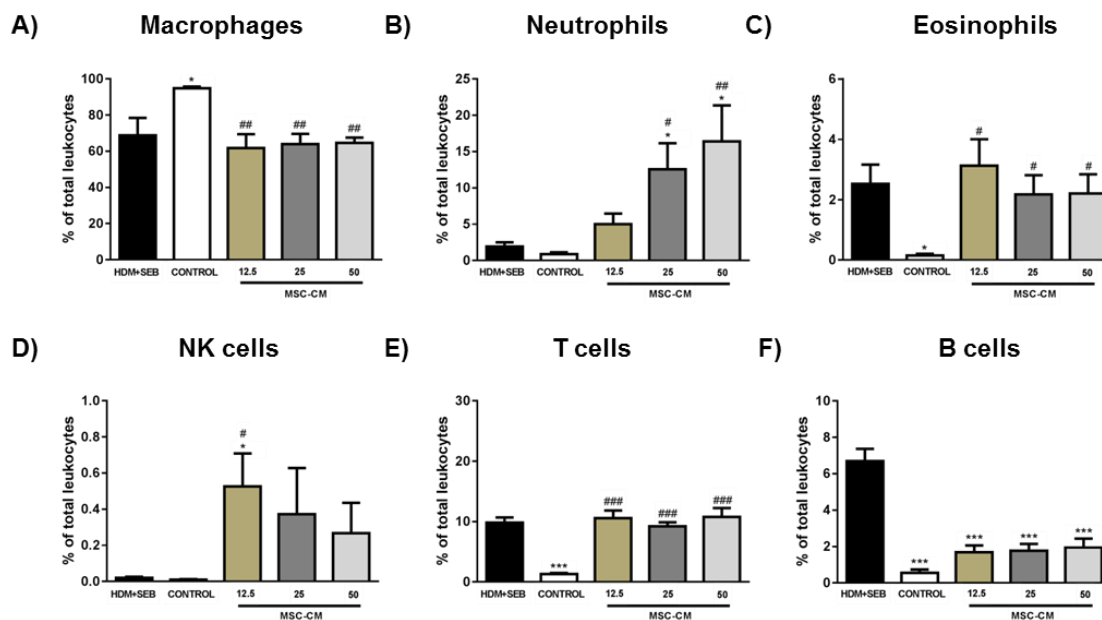 A) Macrophages
% of total leukocytes
100
80
60
40
20
0
*
##
##
##
HDM+SEB CONTROL 12.5 25 50
MSC-CM
B) Neutrophils
% of total leukocytes
25
20
15
10
5
0
#
*
##
*
HDM+SEB CONTROL 12.5 25 50
MSC-CM
C) Eosinophils
% of total leukocytes
6
4
2
0
*
#
#
#
HDM+SEB CONTROL 12.5 25 50
MSC-CM
D) NK cells
% of total leukocytes
1.0
0.8
0.6
0.4
0.2
0.0
#
*
HDM+SEB CONTROL 12.5 25 50
MSC-CM
E) T cells
% of total leukocytes
30
20
10
0
***
###
###
###
HDM+SEB CONTROL 12.5 25 50
MSC-CM
F) B cells
% of total leukocytes
10
8
6
4
2
0
***
***
***
***
HDM+SEB CONTROL 12.5 25 50
MSC-CM